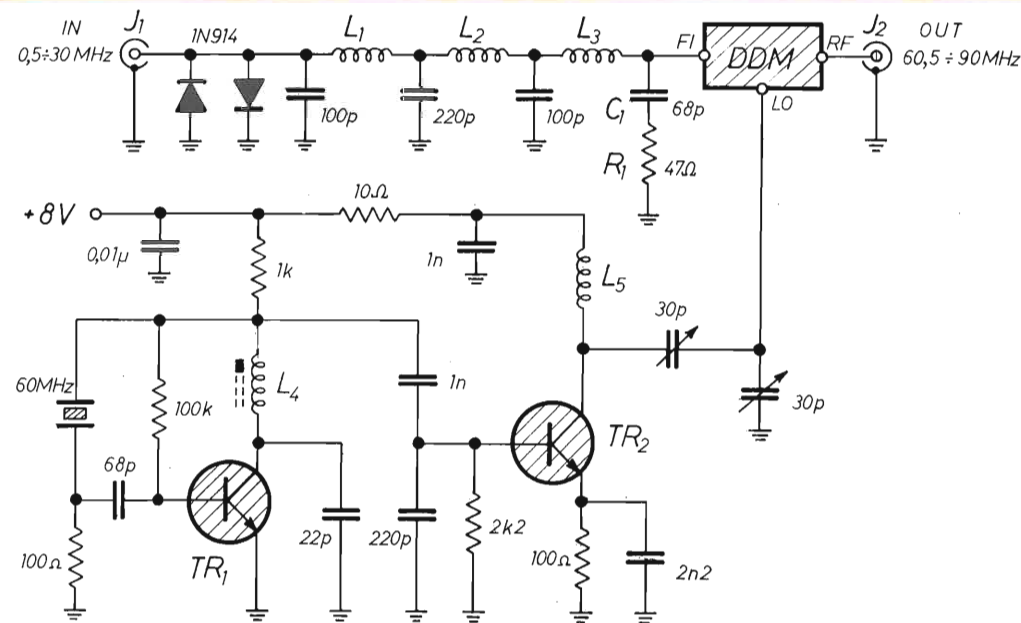 IN
0,5÷30 MHz
J1
1N914
L1
L2
L3
FI
DDM
RF
J2
OUT
60,5÷90MHz
LO
100p
220p
100p
C1
68p
R1
47Ω
+8V
10Ω
0,01µ
1k
1n
L5
30p
60MHz
100k
L4
1n
30p
TR2
68p
100Ω
TR1
22p
220p
2k2
100Ω
2n2